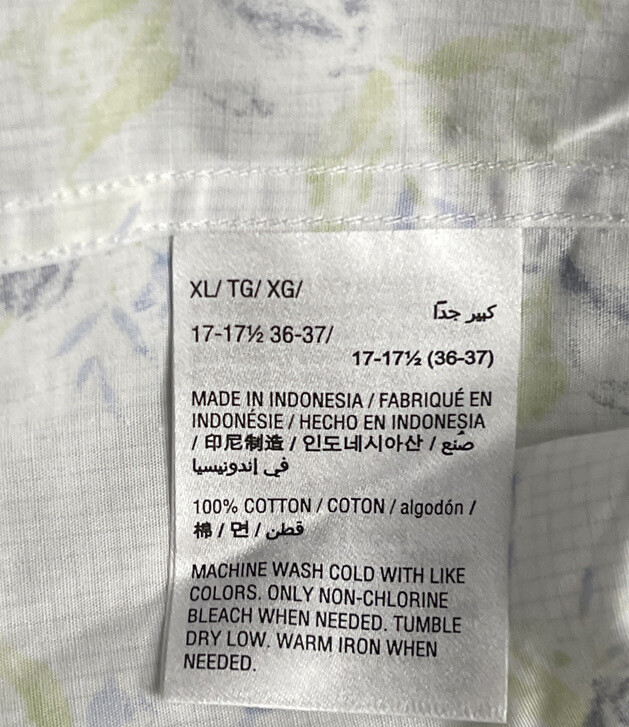 XL/ TG/ XG/
كبير جداً
17-17½ 36-37/
17-17½ (36-37)
MADE IN INDONESIA / FABRIQUÉ EN
INDONÉSIE / HECHO EN INDONESIA
/ 印尼制造 / 인도네시아산 / صُنع
في إندونيسيا
100% COTTON / COTON / algodón /
棉 / 면 / قطن
MACHINE WASH COLD WITH LIKE
COLORS. ONLY NON-CHLORINE
BLEACH WHEN NEEDED. TUMBLE
DRY LOW. WARM IRON WHEN
NEEDED.